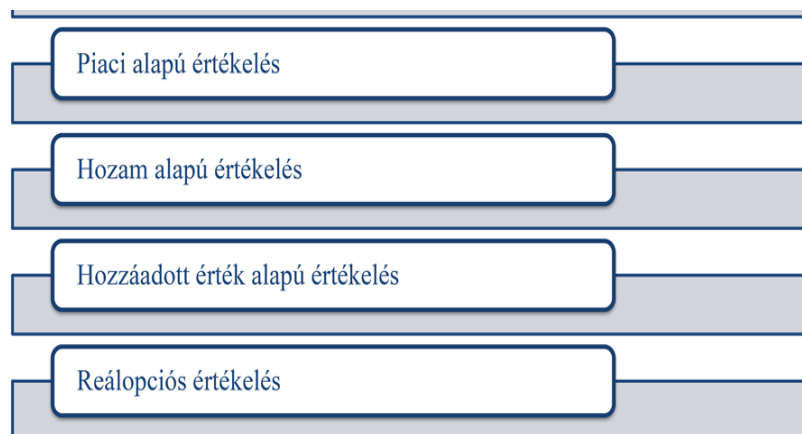 Piaci alapú értékelés
Hozam alapú értékelés
Hozzáadott érték alapú értékelés
Reálopciós értékelés